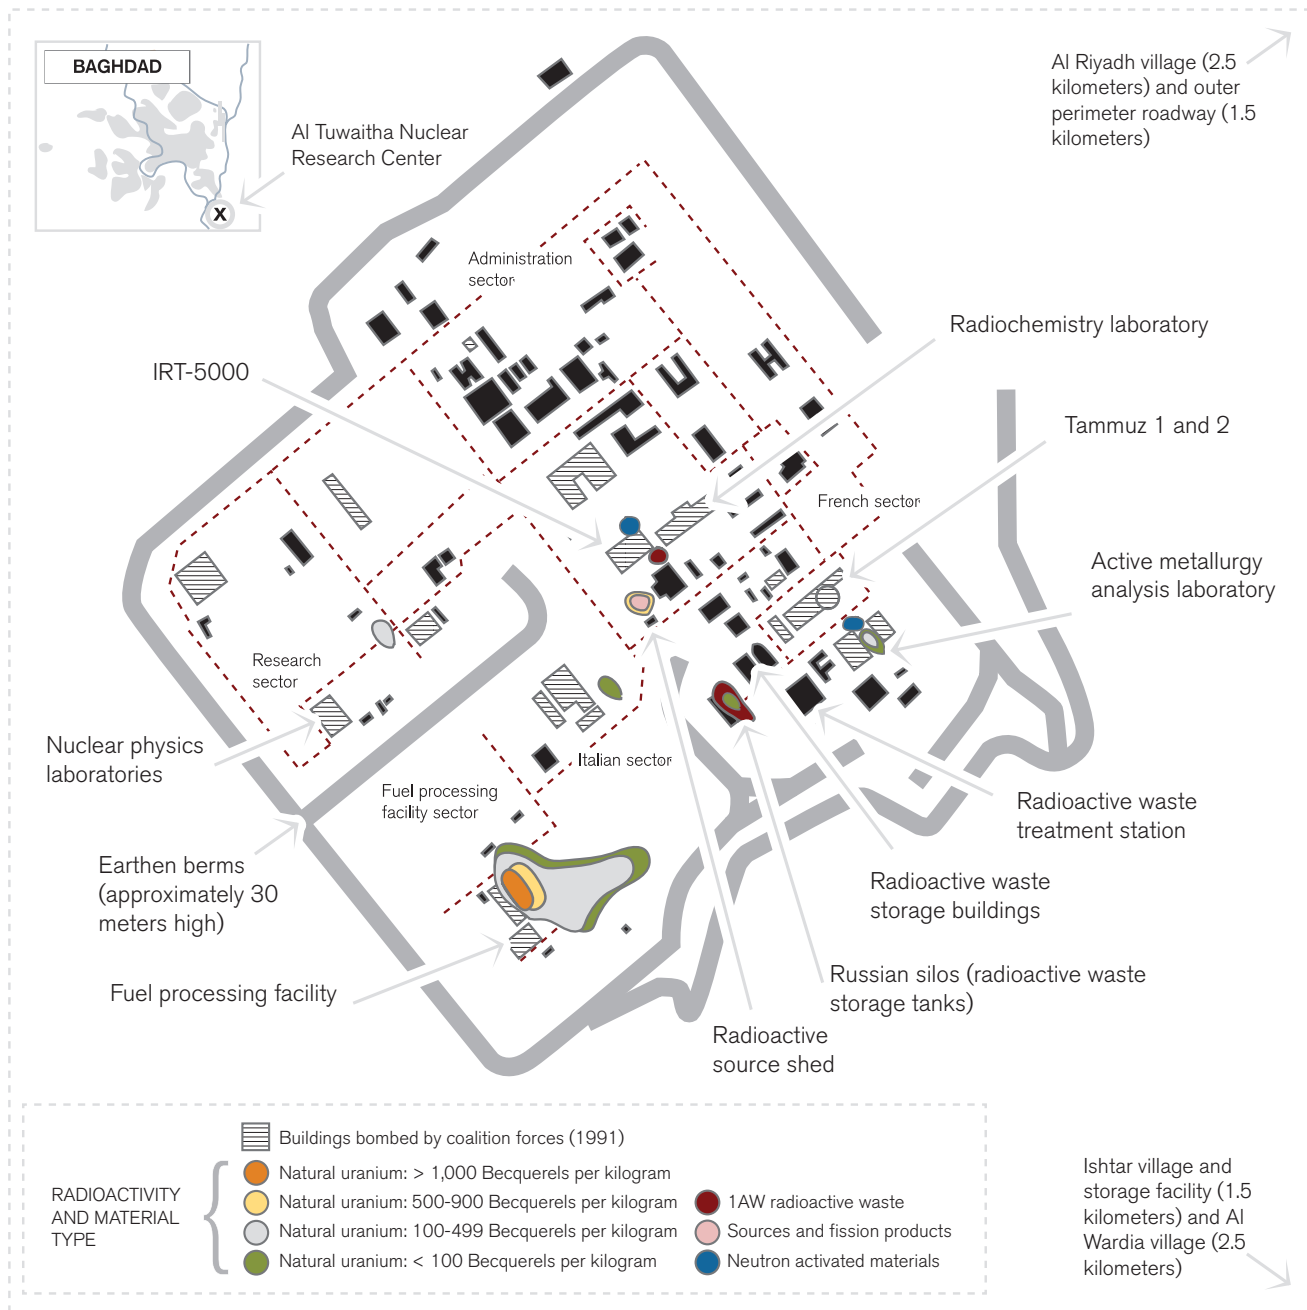 BAGHDAD
Al Tuwaitha Nuclear
Research Center
X
Al Riyadh village (2.5
kilometers) and outer
perimeter roadway (1.5
kilometers)
Administration
sector
Radiochemistry laboratory
IRT-5000
Tammuz 1 and 2
French sector
Active metallurgy
analysis laboratory
Research
sector
Nuclear physics
laboratories
Italian sector
Fuel processing
facility sector
Radioactive waste
treatment station
Earthen berms
(approximately 30
meters high)
Radioactive waste
storage buildings
Fuel processing facility
Russian silos (radioactive waste
storage tanks)
Radioactive
source shed
Buildings bombed by coalition forces (1991)
RADIOACTIVITY
AND MATERIAL
TYPE
Natural uranium: > 1,000 Becquerels per kilogram
Natural uranium: 500-900 Becquerels per kilogram
Natural uranium: 100-499 Becquerels per kilogram
Natural uranium: < 100 Becquerels per kilogram
1AW radioactive waste
Sources and fission products
Neutron activated materials
Ishtar village and
storage facility (1.5
kilometers) and Al
Wardia village (2.5
kilometers)